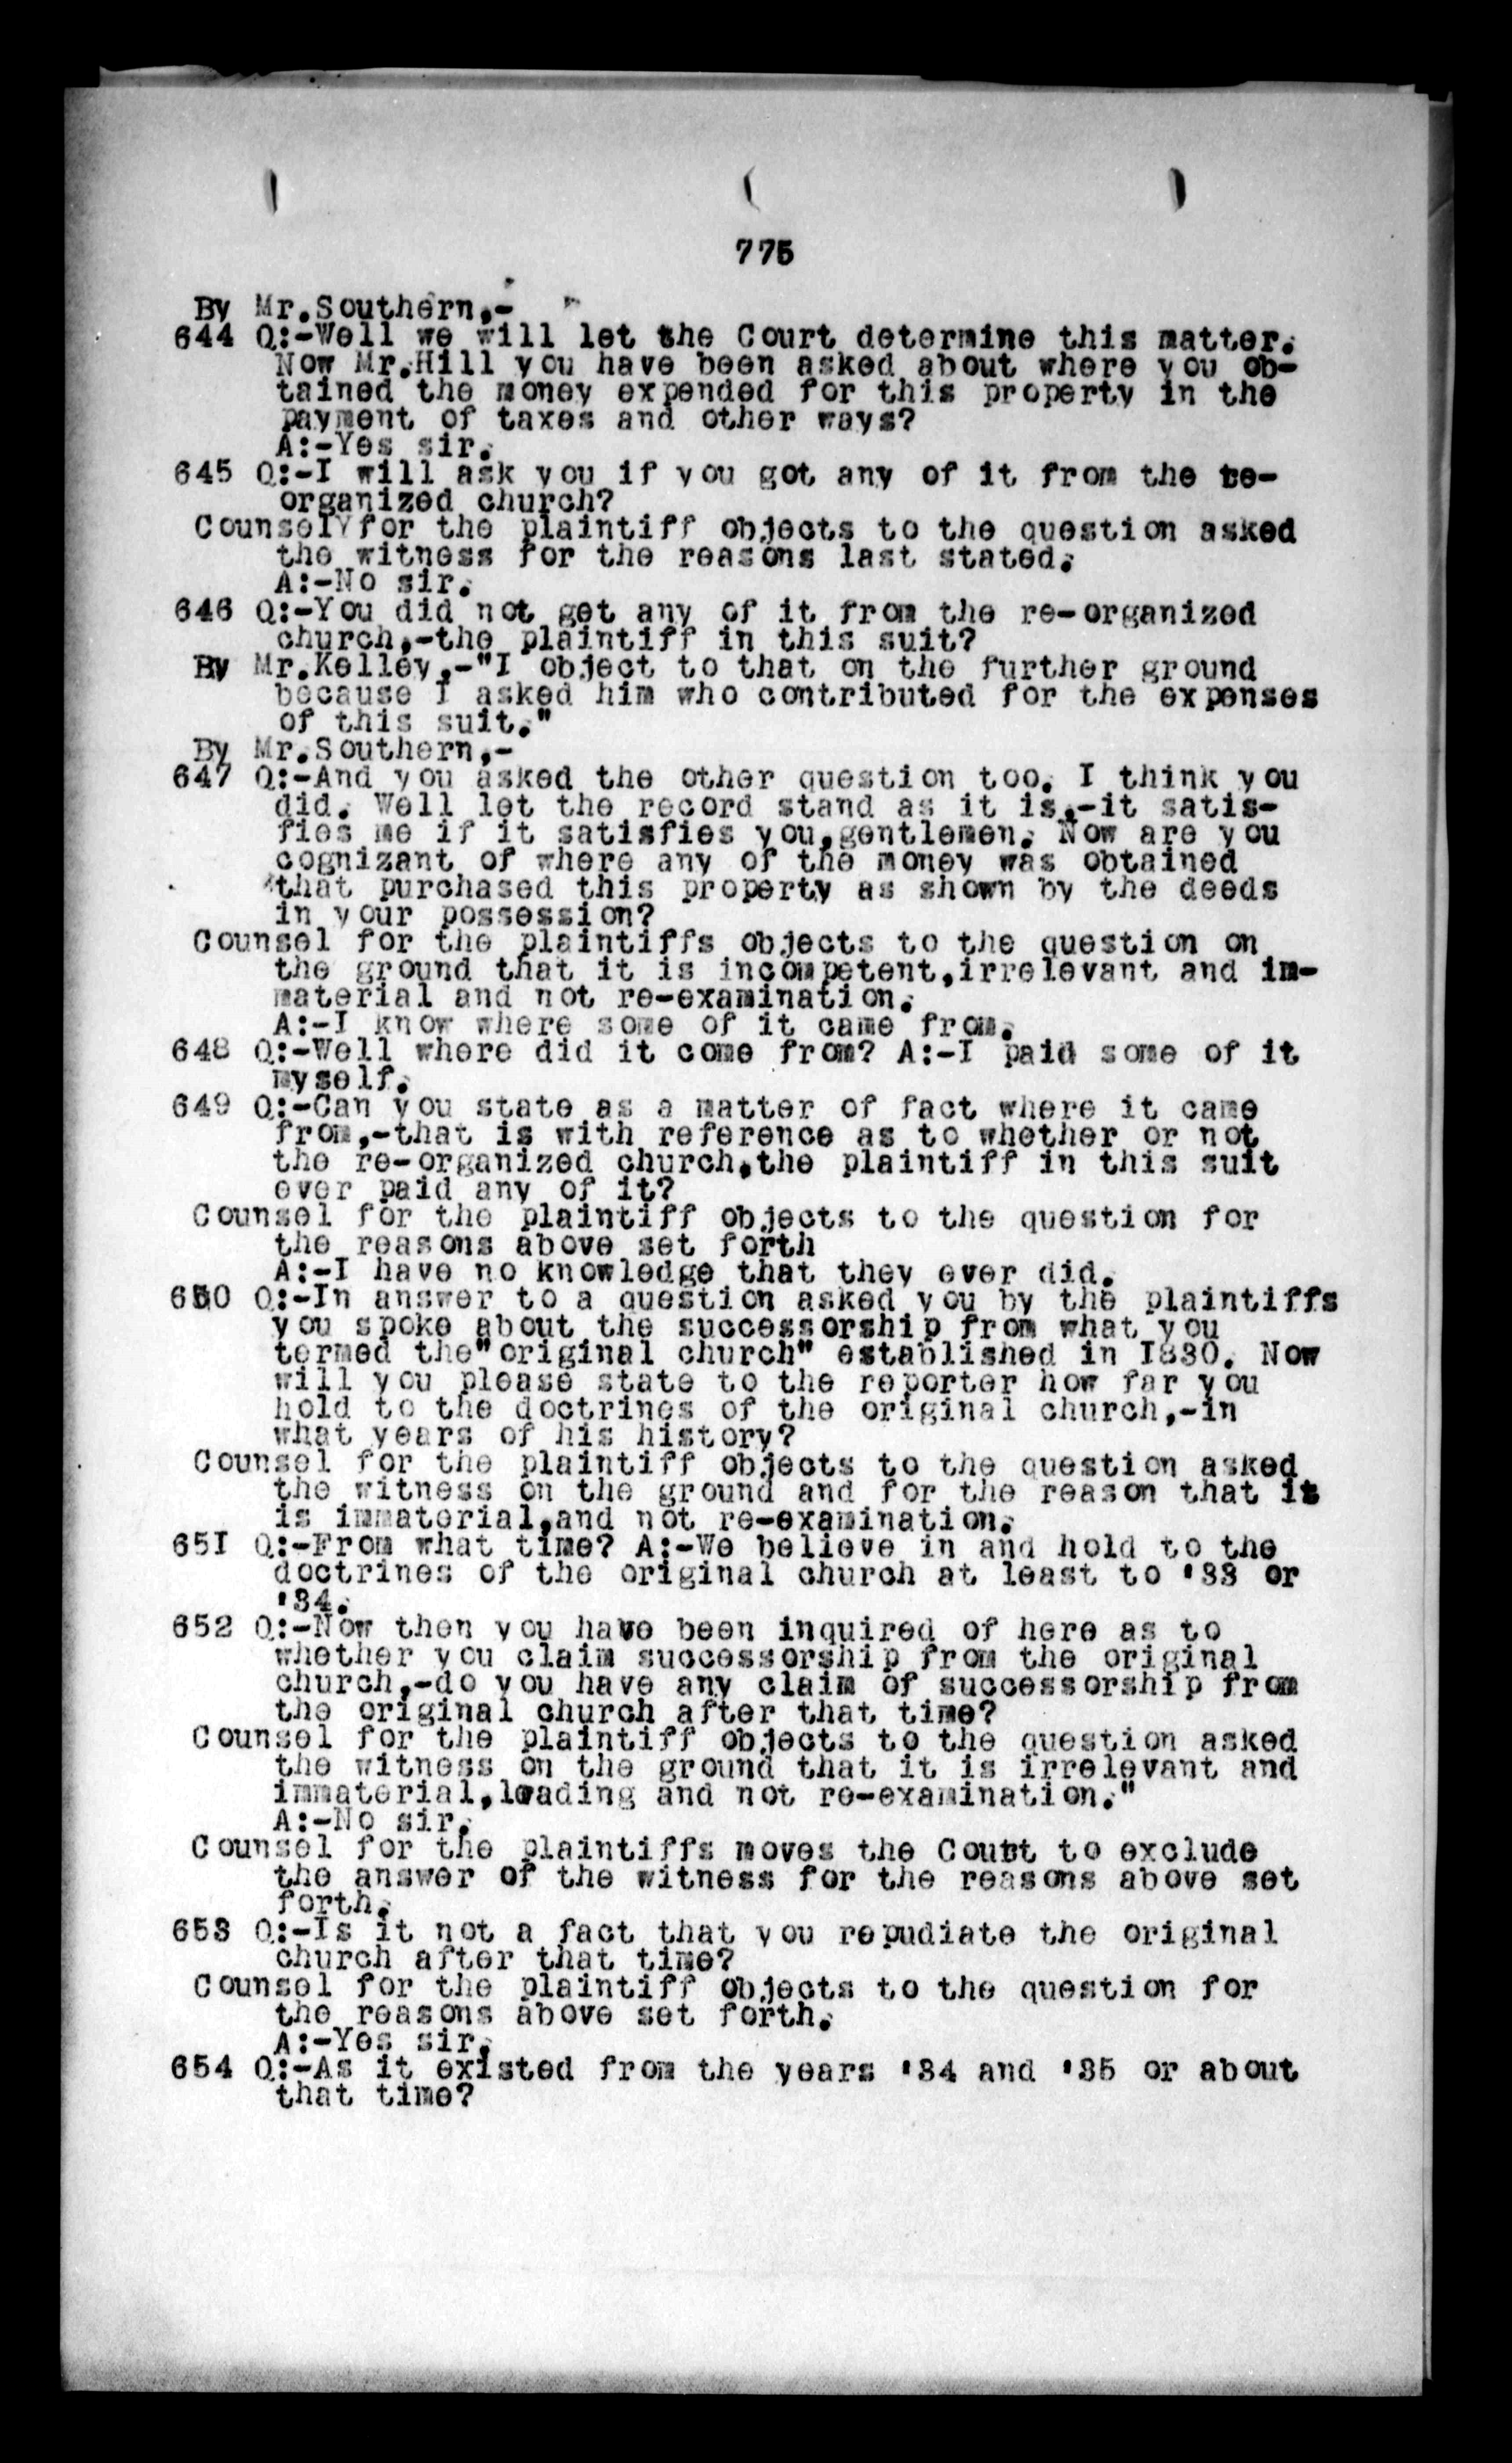 775
By Mr.Southern,-
644 Q:-Well we will let the Court determine this matter.
Now Mr.Hill you have been asked about where you ob-
tained the money expended for this property in the
payment of taxes and other ways?
A:-Yes sir.
645 Q:-I will ask you if you got any of it from the re-
organized church?
Counsely for the plaintiff objects to the question asked
the witness for the reasons last stated.
A:-No sir.
646 Q:-You did not get any of it from the re-organized
church,-the plaintiff in this suit?
By Mr.Kelley,-"I object to that on the further ground
because I asked him who contributed for the expenses
of this suit."
By Mr.Southern,-
647 Q:-And you asked the other question too. I think you
did. Well let the record stand as it is,-it satis-
fies me if it satisfies you,gentlemen. Now are you
cognizant of where any of the money was obtained
that purchased this property as shown by the deeds
in your possession?
Counsel for the plaintiffs objects to the question on
the ground that it is incompetent,irrelevant and im-
material and not re-examination.
A:-I know where some of it came from.
648 Q:-Well where did it come from? A:-I paid some of it
myself.
649 Q:-Can you state as a matter of fact where it came
from,-that is with reference as to whether or not
the re-organized church,the plaintiff in this suit
ever paid any of it?
Counsel for the plaintiff objects to the question for
the reasons above set forth
A:-I have no knowledge that they ever did.
650 Q:-In answer to a question asked you by the plaintiffs
you spoke about the successorship from what you
termed the"original church" established in I830. Now
will you please state to the reporter how far you
hold to the doctrines of the original church,-in
what years of his history?
Counsel for the plaintiff objects to the question asked
the witness on the ground and for the reason that it
is immaterial,and not re-examination.
65I Q:-From what time? A:-We believe in and hold to the
doctrines of the original church at least to '33 or
'34.
652 Q:-Now then you have been inquired of here as to
whether you claim successorship from the original
church,-do you have any claim of successorship from
the original church after that time?
Counsel for the plaintiff objects to the question asked
the witness on the ground that it is irrelevant and
immaterial,leading and not re-examination."
A:-No sir.
Counsel for the plaintiffs moves the Court to exclude
the answer of the witness for the reasons above set
forth.
653 Q:-Is it not a fact that you repudiate the original
church after that time?
Counsel for the plaintiff objects to the question for
the reasons above set forth.
A:-Yes sir.
654 Q:-As it existed from the years '34 and '35 or about
that time?